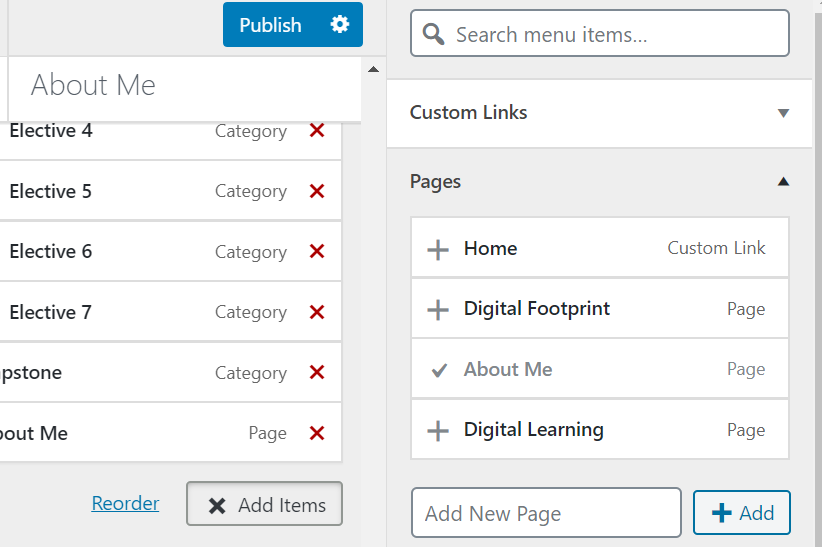 Publish
About Me
Elective 4 Category
Elective 5 Category
Elective 6 Category
Elective 7 Category
pstone Category
bout Me Page
Reorder
Add Items
Search menu items...
Custom Links
Pages
Home Custom Link
Digital Footprint Page
About Me Page
Digital Learning Page
Add New Page
Add